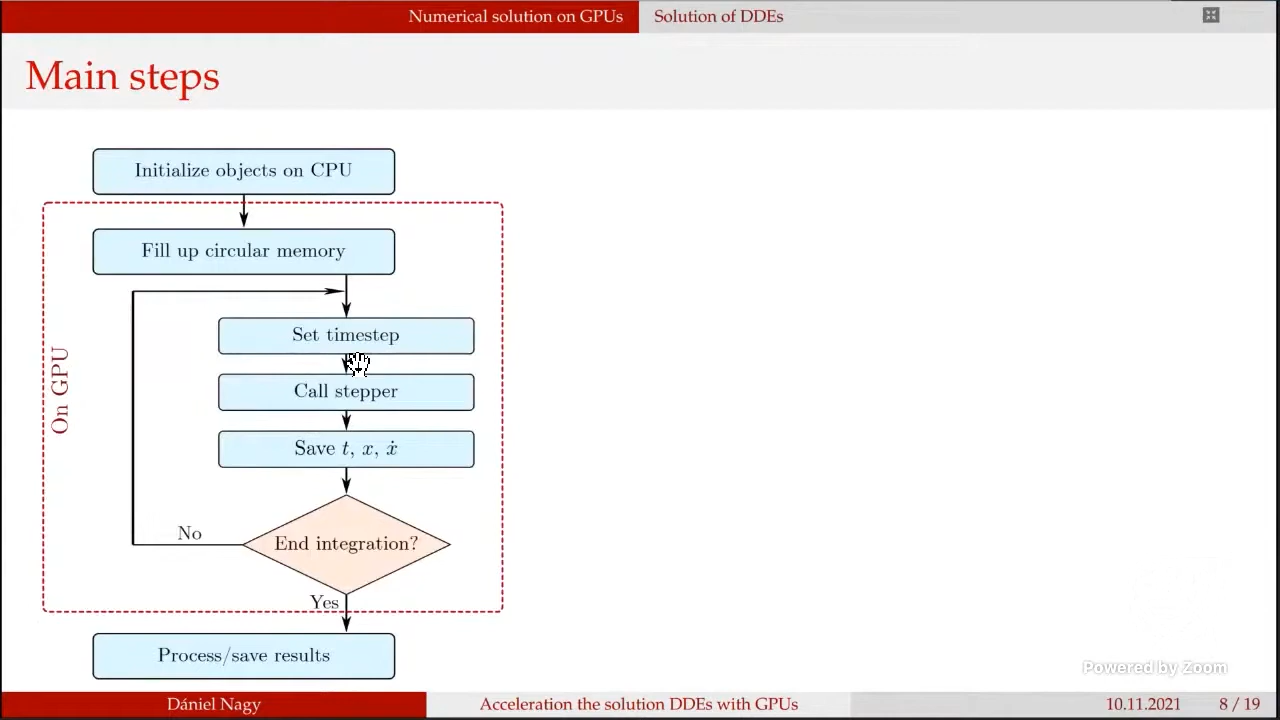 Numerical solution on GPUs Solution of DDEs
Main steps
Initialize objects on CPU
Fill up circular memory
Set timestep
On GPU
Call stepper
Save t, x, ẋ
No
End integration?
Yes
Process/save results
Powered by Zoom
Dániel Nagy Acceleration the solution DDEs with GPUs 10.11.2021 8 / 19